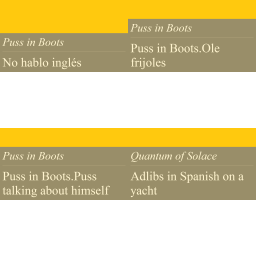 Puss in Boots
No hablo inglés
Puss in Boots
Puss in Boots.Ole
frijoles
Puss in Boots
Puss in Boots.Puss
talking about himself
Quantum of Solace
Adlibs in Spanish on a
yacht